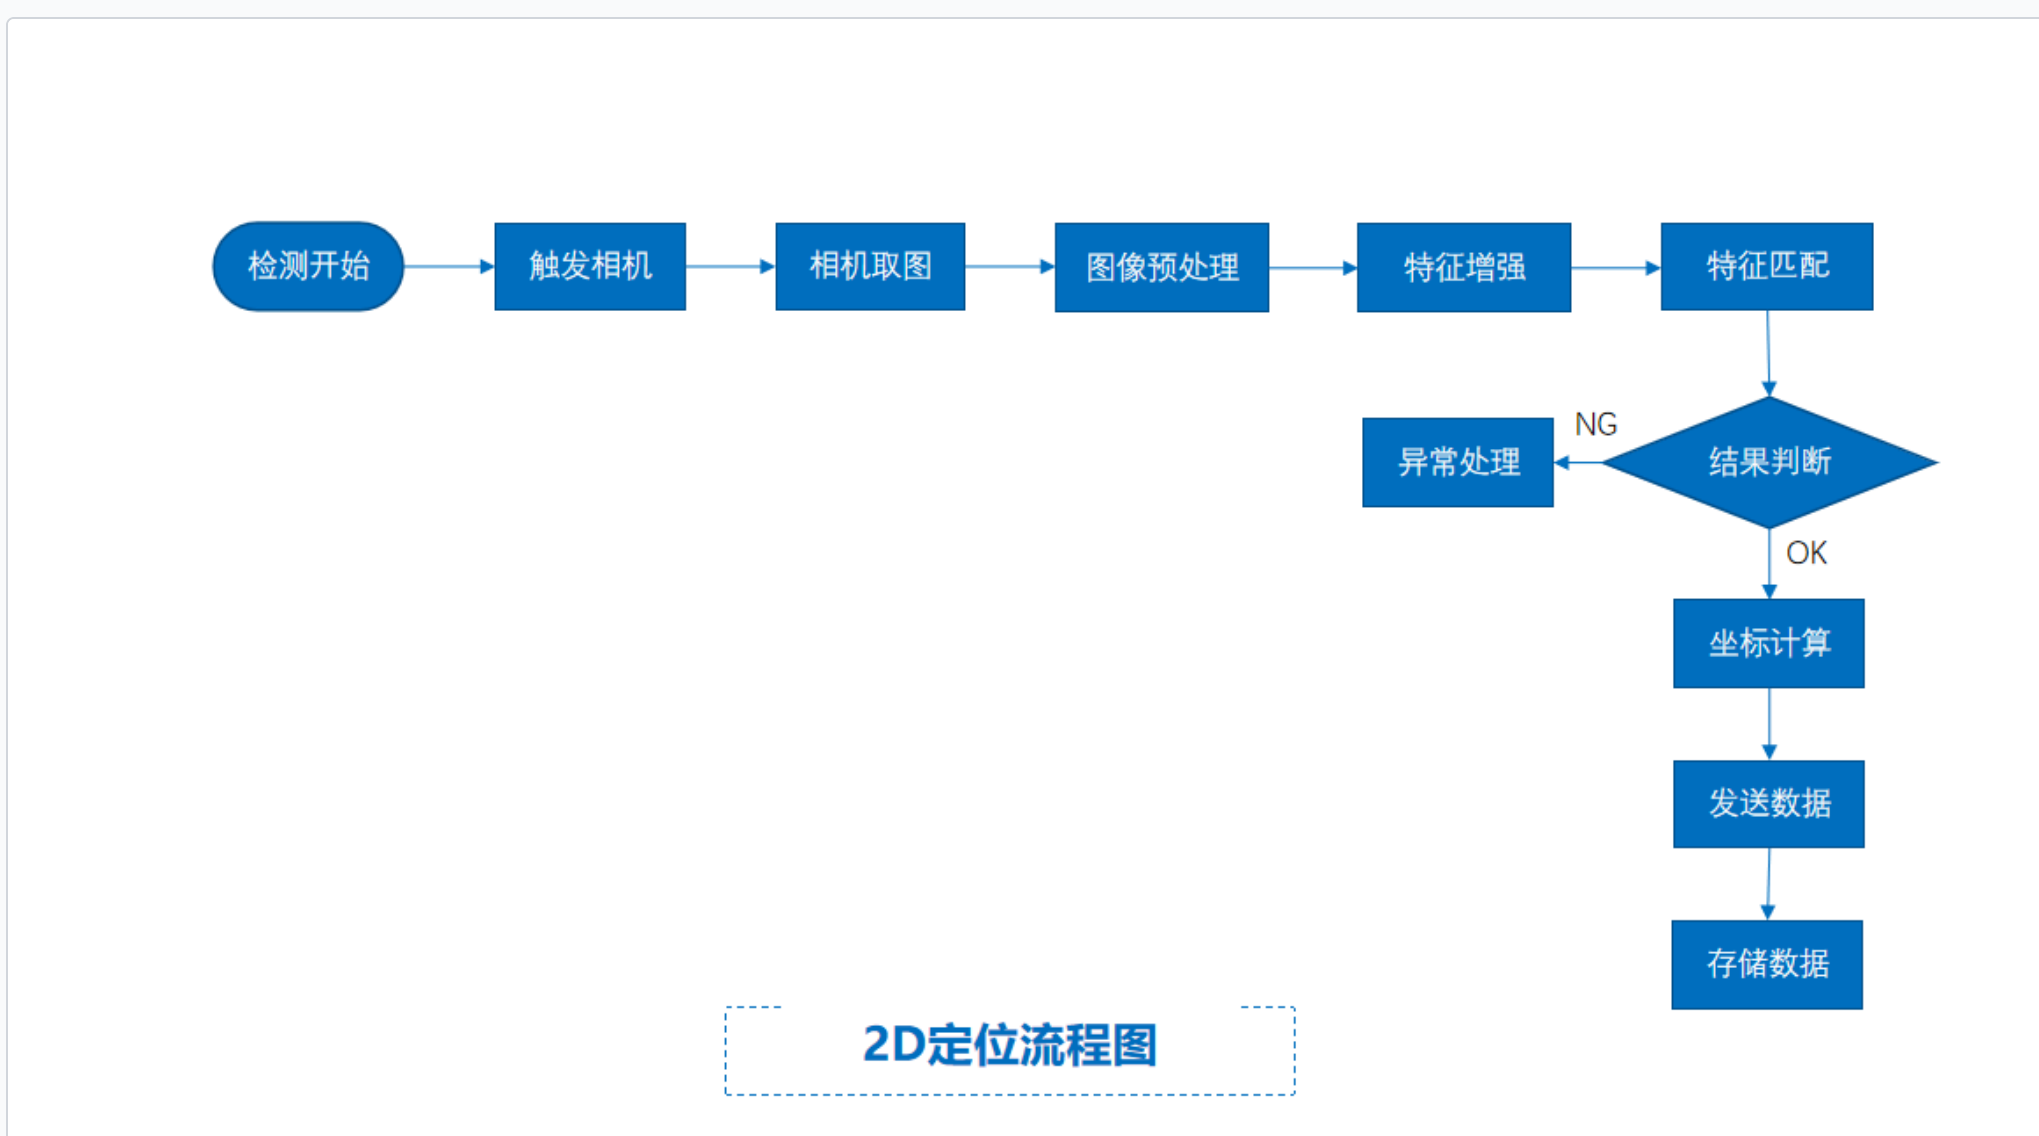 检测开始
触发相机
相机取图
图像预处理
特征增强
特征匹配
NG
异常处理
结果判断
OK
坐标计算
发送数据
存储数据
2D定位流程图